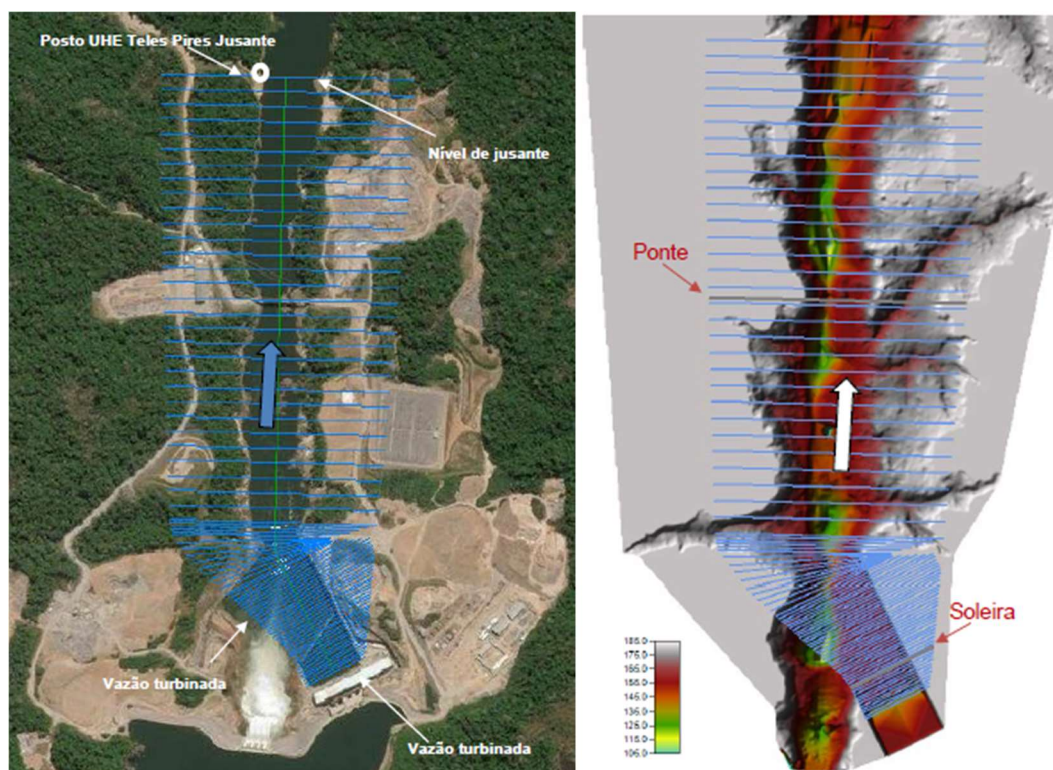 Posto UHE Teles Pires Jusante
Nível de jusante
Vazão turbinada
Vazão turbinada
Ponte
Soleira
185.0
175.0
165.0
155.0
145.0
135.0
125.0
115.0
105.0